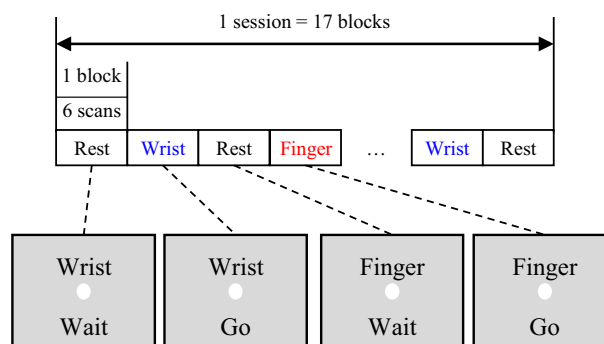 1 session = 17 blocks
1 block
6 scans
Rest Wrist Rest Finger … Wrist Rest
Wrist Wrist Finger Finger
Wait Go Wait Go